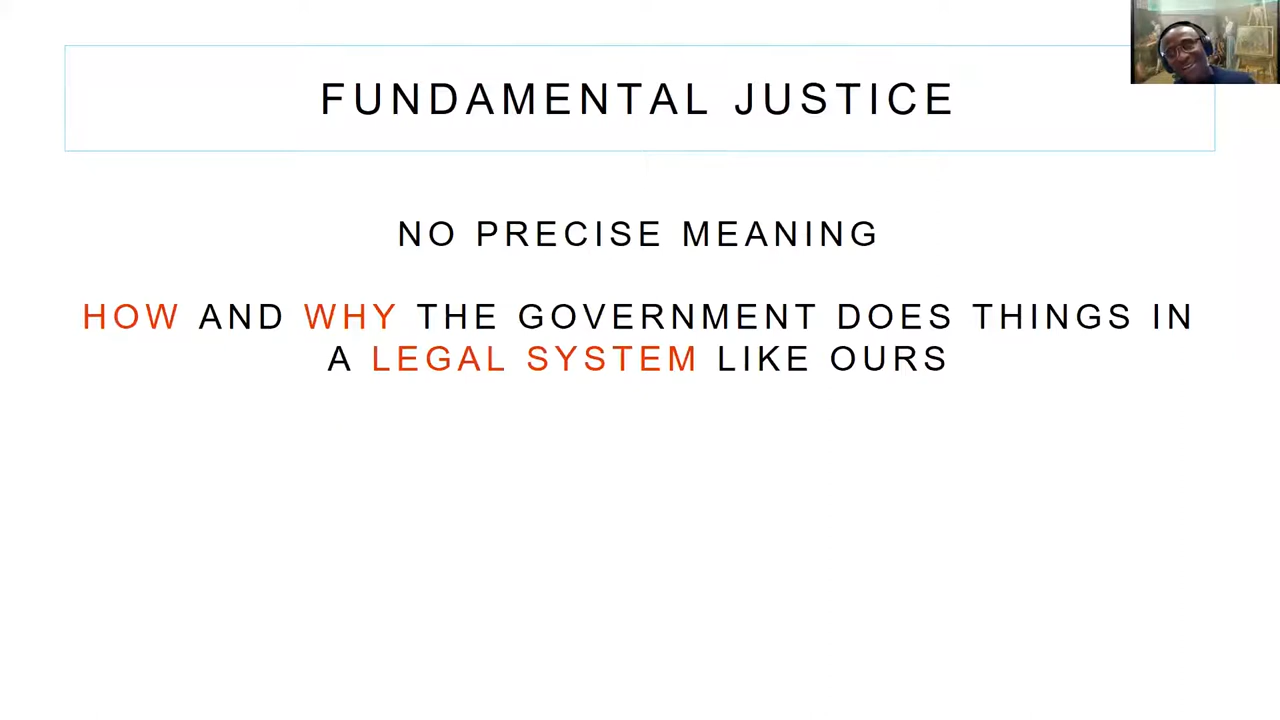 FUNDAMENTAL JUSTICE
NO PRECISE MEANING
HOW AND WHY THE GOVERNMENT DOES THINGS IN
A LEGAL SYSTEM LIKE OURS